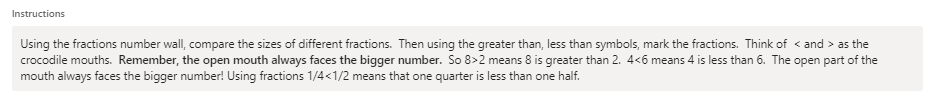 Instructions
Using the fractions number wall, compare the sizes of different fractions.  Then using the greater than, less than symbols, mark the fractions.  Think of  < and > as the
crocodile mouths.  Remember, the open mouth always faces the bigger number.  So 8>2 means 8 is greater than 2.  4<6 means 4 is less than 6.  The open part of the
mouth always faces the bigger number! Using fractions 1/4<1/2 means that one quarter is less than one half.